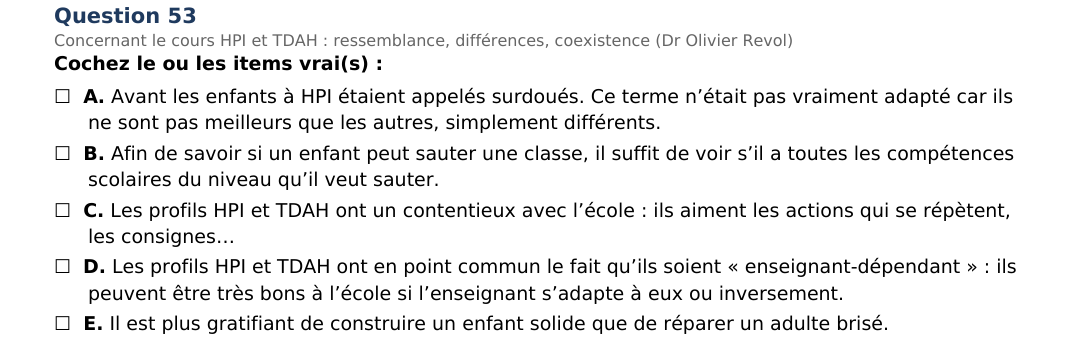 Question 53
Concernant le cours HPI et TDAH : ressemblance, différences, coexistence (Dr Olivier Revol)
Cochez le ou les items vrai(s) :
☐ A. Avant les enfants à HPI étaient appelés surdoués. Ce terme n’était pas vraiment adapté car ils
ne sont pas meilleurs que les autres, simplement différents.
☐ B. Afin de savoir si un enfant peut sauter une classe, il suffit de voir s’il a toutes les compétences
scolaires du niveau qu’il veut sauter.
☐ C. Les profils HPI et TDAH ont un contentieux avec l’école : ils aiment les actions qui se répètent,
les consignes…
☐ D. Les profils HPI et TDAH ont en point commun le fait qu’ils soient « enseignant-dépendant » : ils
peuvent être très bons à l’école si l’enseignant s’adapte à eux ou inversement.
☐ E. Il est plus gratifiant de construire un enfant solide que de réparer un adulte brisé.